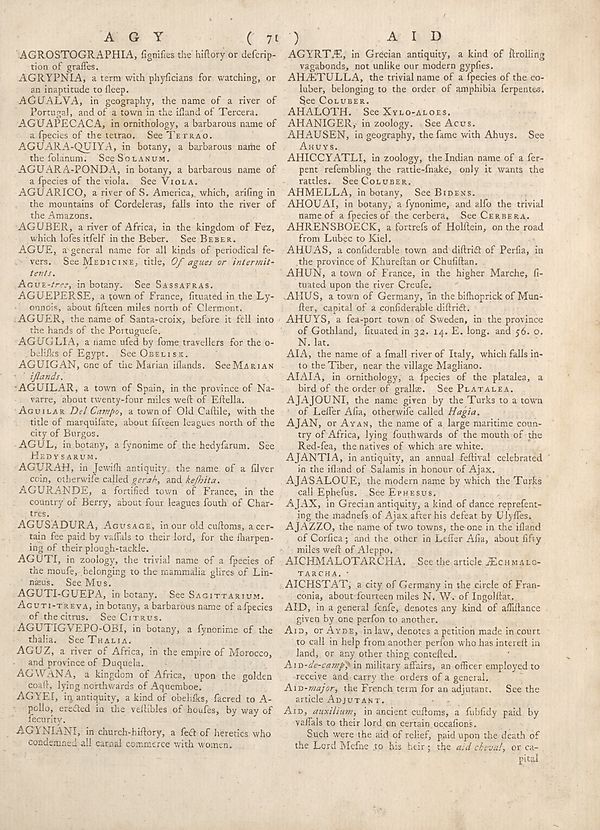 A G Y ( 71 ) A I D
AGROSTOGRAPHIA, ſignifies the hiſtory or deſcrip-
tion of graſſes.
AGRYPNIA, a term with phyſicians for watching, or
an inaptitude to ſleep.
AGUALVA, in geography, the name of a river of
Portugal, and of a town in the iſland of Tercera.
AGUAPECACA, in ornithology, a barbarous name of
a ſpecies of the tetrao. See TETRAO.
AGUARA-QUIYA, in botany, a barbarous name of
the ſolanum. See SOLANUM.
AGUARA-PONDA, in botany, a barbarous name of
a ſpecies of the viola. See VIOLA.
AGUARICO, a river of S. America, which, ariſing in
the mountains of Cordeleras, falls into the river of
the Amazons.
AGUBER, a river of Africa, in the kingdom of Fez,
which loſes itſelf in the Beber. See BEBER.
AGUE, a general name for all kinds of periodical fe-
vers. See MEDICINE, title, Of agues or intermit-
tents.
AGUE-tree, in botany. See SASSAFRAS.
AGUEPERSE, a town of France, ſituated in the Ly-
onnois, about fifteen miles north of Clermont.
AGUER, the name of Santa-croix, before it fell into
the hands of the Portugueſe.
AGUGLIA, a name uſed by ſome travellers for the o-
beliſks of Egypt. See OBELISK.
AGUIGAN, one of the Marian iſlands. See MARIAN
iſlands.
AGUILAR, a town of Spain, in the province of Na-
varre, about twenty-four miles weſt of Eſtella.
AGUILAR Del Campo, a town of Old Caſtile, with the
title of marquiſate, about fifteen leagues north of the
city of Burgos.
AGUL, in botany, a ſynonime of the hedyſarum. See
HEDYSARUM.
AGURAH, in Jewiſh antiquity, the name of a ſilver
coin, otherwiſe called gerah, and keſhita.
AGURANDE, a fortified town of France, in the
country of Berry, about four leagues ſouth of Char-
tres.
AGUSADURA, AGUSAGE, in our old cuſtoms, a cer-
tain fee paid by vaſſals to their lord, for the ſharpen-
ing of their plough-tackle.
AGUTI, in zoology, the trivial name of a ſpecies of
the mouſe, belonging to the mammalia glires of Lin-
næus. See MUS.
AGUTI-GUEPA, in botany. See SAGITTARIUM.
AGUTI-TREVA, in botany, a barbarous name of a ſpecies
of the citrus. See CITRUS.
AGUTIGVEPO-OBI, in botany, a ſynonime of the
thalia. See THALIA.
AGUZ, a river of Africa, in the empire of Morocco,
and province of Duquela.
AGWANA, a kingdom of Africa, upon the golden
coaſt, lying northwards of Aquemboe.
AGYEI, in antiquity, a kind of obeliſks, ſacred to A-
pollo, erected in the veſtibles of houſes, by way of
ſecurity.
AGYNIANI, in church-hiſtory, a ſect of heretics who
condemned all carnal commerce with women.
AGYRTÆ, in Grecian antiquity, a kind of ſtrolling
vagabonds, not unlike our modern gypſies.
AHÆTULLA, the trivial name of a ſpecies of the co-
luber, belonging to the order of amphibia ſerpentes.
See COLUBER.
AHALOTH. See XYLO-ALOES.
AHANIGER, in zoology. See ACUS.
AHAUSEN, in geography, the ſame with Ahuys. See
AHUYS.
AHICCYATLI, in zoology, the Indian name of a ſer-
pent reſembling the rattle-ſnake, only it wants the
rattles. See COLUBER.
AHMELLA, in botany, See BIDENS.
AHOUAI, in botany, a ſynonime, and alſo the trivial
name of a ſpecies of the cerbera. See CERBERA.
AHRENSBOECK, a fortreſs of Holſtein, on the road
from Lubec to Kiel.
AHUAS, a conſiderable town and diſtrict of Perſia, in
the province of Khureſtan or Chuſiſtan.
AHUN, a town of France, in the higher Marche, ſi-
tuated upon the river Creuſe.
AHUS, a town of Germany, in the biſhoprick of Mun-
ſter, capital of a conſiderable diſtrict.
AHUYS, a ſea-port town of Sweden, in the province
of Gothland, ſituated in 32. 14. E. long. and 56. 0.
N. lat.
AIA, the name of a ſmall river of Italy, which falls in-
to the Tiber, near the village Magliano.
AIAIA, in ornithology, a ſpecies of the platalea, a
bird of the order of grallæ. See PLATALEA.
AJAJOUNI, the name given by the Turks to a town
of Leſſer Aſia, otherwiſe called Hagia.
AJAN, or AYAN, the name of a large maritime coun-
try of Africa, lying ſouthwards of the mouth of the
Red-ſea, the natives of which are white.
AJANTIA, in antiquity, an annual feſtival celebrated
in the iſland of Salamis in honour of Ajax.
AJASALOUE, the modern name by which the Turks
call Epheſus. See EPHESUS.
AJAX, in Grecian antiquity, a kind of dance repreſent-
ing the madneſs of Ajax after his defeat by Ulyſſes.
AJAZZO, the name of two towns, the one in the iſland
of Corſica; and the other in Leſſer Aſia, about fifty
miles weſt of Aleppo.
AICHMALOTARCHA. See the article ÆCHMALO-
TARCHA.
AICHSTAT, a city of Germany in the circle of Fran-
conia, about fourteen miles N. W. of Ingolſtat.
AID, in a general ſenſe, denotes any kind of aſſiſtance
given by one perſon to another.
AID, or AYDE, in law, denotes a petition made in court
to call in help from another perſon who has intereſt in
land, or any other thing conteſted.
AID-de-camp, in military affairs, an officer employed to
receive and carry the orders of a general.
AID-major, the French term for an adjutant. See the
article ADJUTANT.
AID, auxilium, in ancient cuſtoms, a ſubſidy paid by
vaſſals to their lord on certain occaſions.
Such were the aid of relief, paid upon the death of
the Lord Meſne to his heir; the aid cheval, or ca-
pital